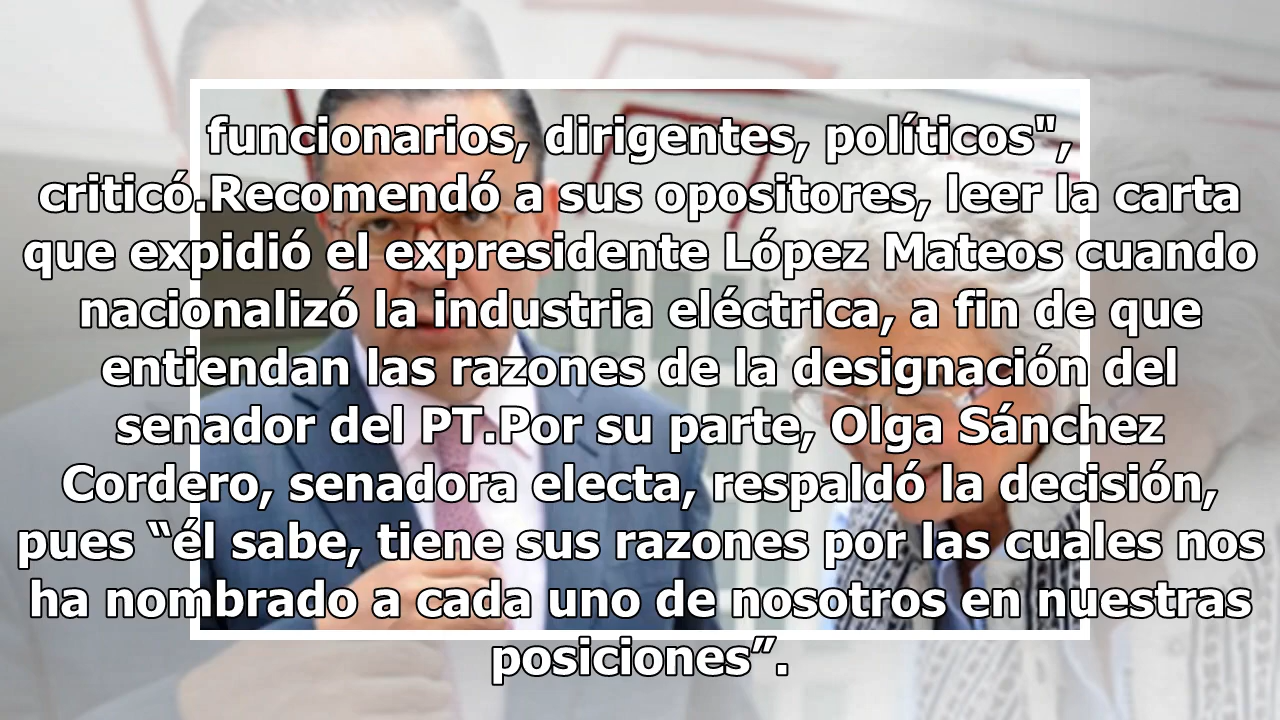 funcionarios, dirigentes, políticos",
criticó.Recomendó a sus opositores, leer la carta
que expidió el expresidente López Mateos cuando
nacionalizó la industria eléctrica, a fin de que
entiendan las razones de la designación del
senador del PT.Por su parte, Olga Sánchez
Cordero, senadora electa, respaldó la decisión,
pues “él sabe, tiene sus razones por las cuales nos
ha nombrado a cada uno de nosotros en nuestras
posiciones”.